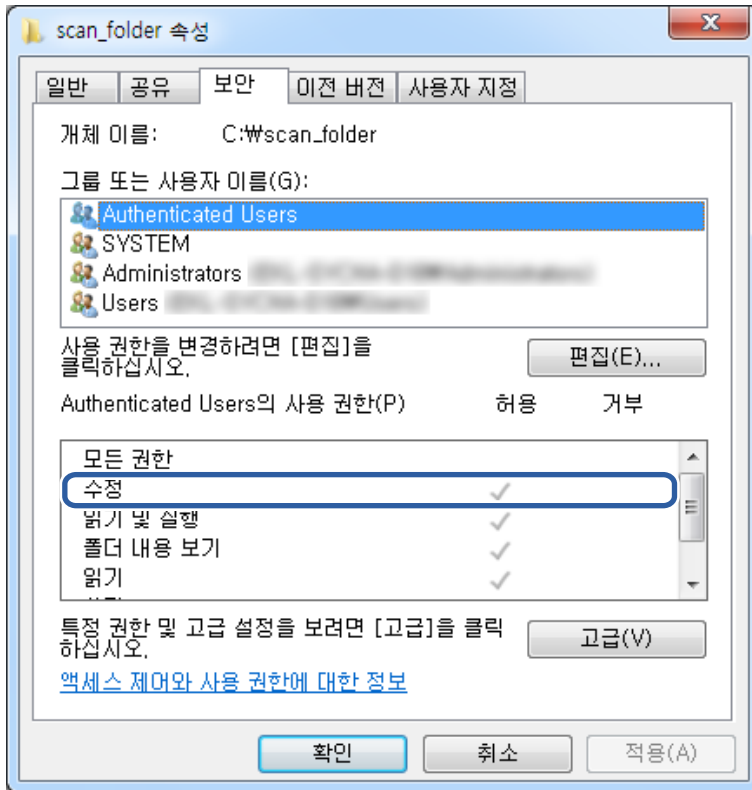 scan_folder 속성
일반 공유 보안 이전 버전 사용자 지정
개체 이름: C:₩scan_folder
그룹 또는 사용자 이름(G):
Authenticated Users
SYSTEM
Administrators
Users
사용 권한을 변경하려면 [편집]을
클릭하십시오.
편집(E)...
Authenticated Users의 사용 권한(P) 허용 거부
모든 권한
수정
읽기 및 실행
폴더 내용 보기
읽기
특정 권한 및 고급 설정을 보려면 [고급]을 클릭
하십시오.
고급(V)
액세스 제어와 사용 권한에 대한 정보
확인 취소 적용(A)